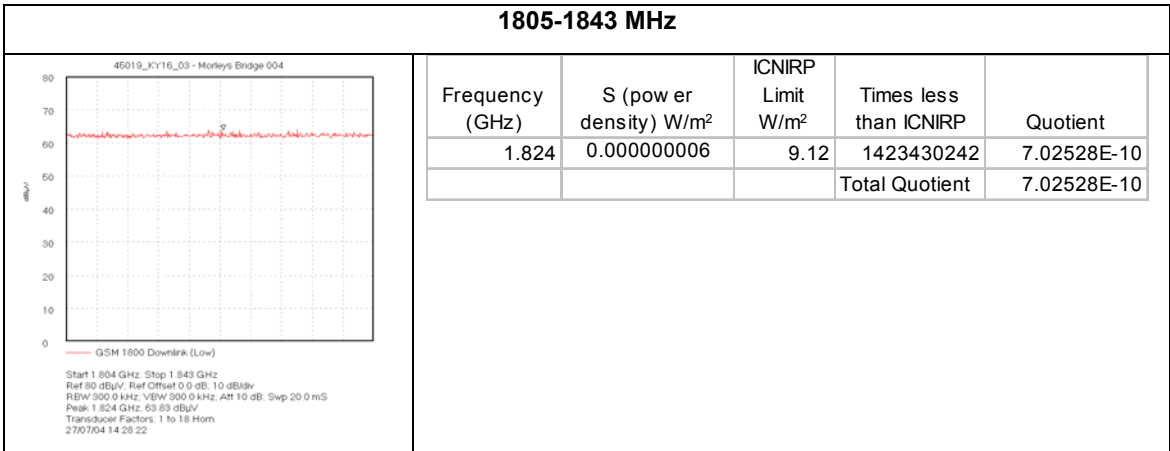 1805-1843 MHz
45019_KY16_03 - Morleys Bridge 004
80
70
60
50
40
30
20
10
0
dBµV
GSM 1800 Downlink (Low)
Start 1.804 GHz: Stop 1.843 GHz
Ref 80 dBµV: Ref Offset 0.0 dB: 10 dB/div
RBW 300.0 kHz: VBW 300.0 kHz: Att 10 dB: Swp 20.0 mS
Peak 1.824 GHz, 63.83 dBµV
Transducer Factors: 1 to 18 Horn
27/07/04 14:28:22
Frequency (GHz) S (pow er density) W/m² ICNIRP Limit W/m² Times less than ICNIRP Quotient
1.824 0.000000006 9.12 1423430242 7.02528E-10
Total Quotient 7.02528E-10